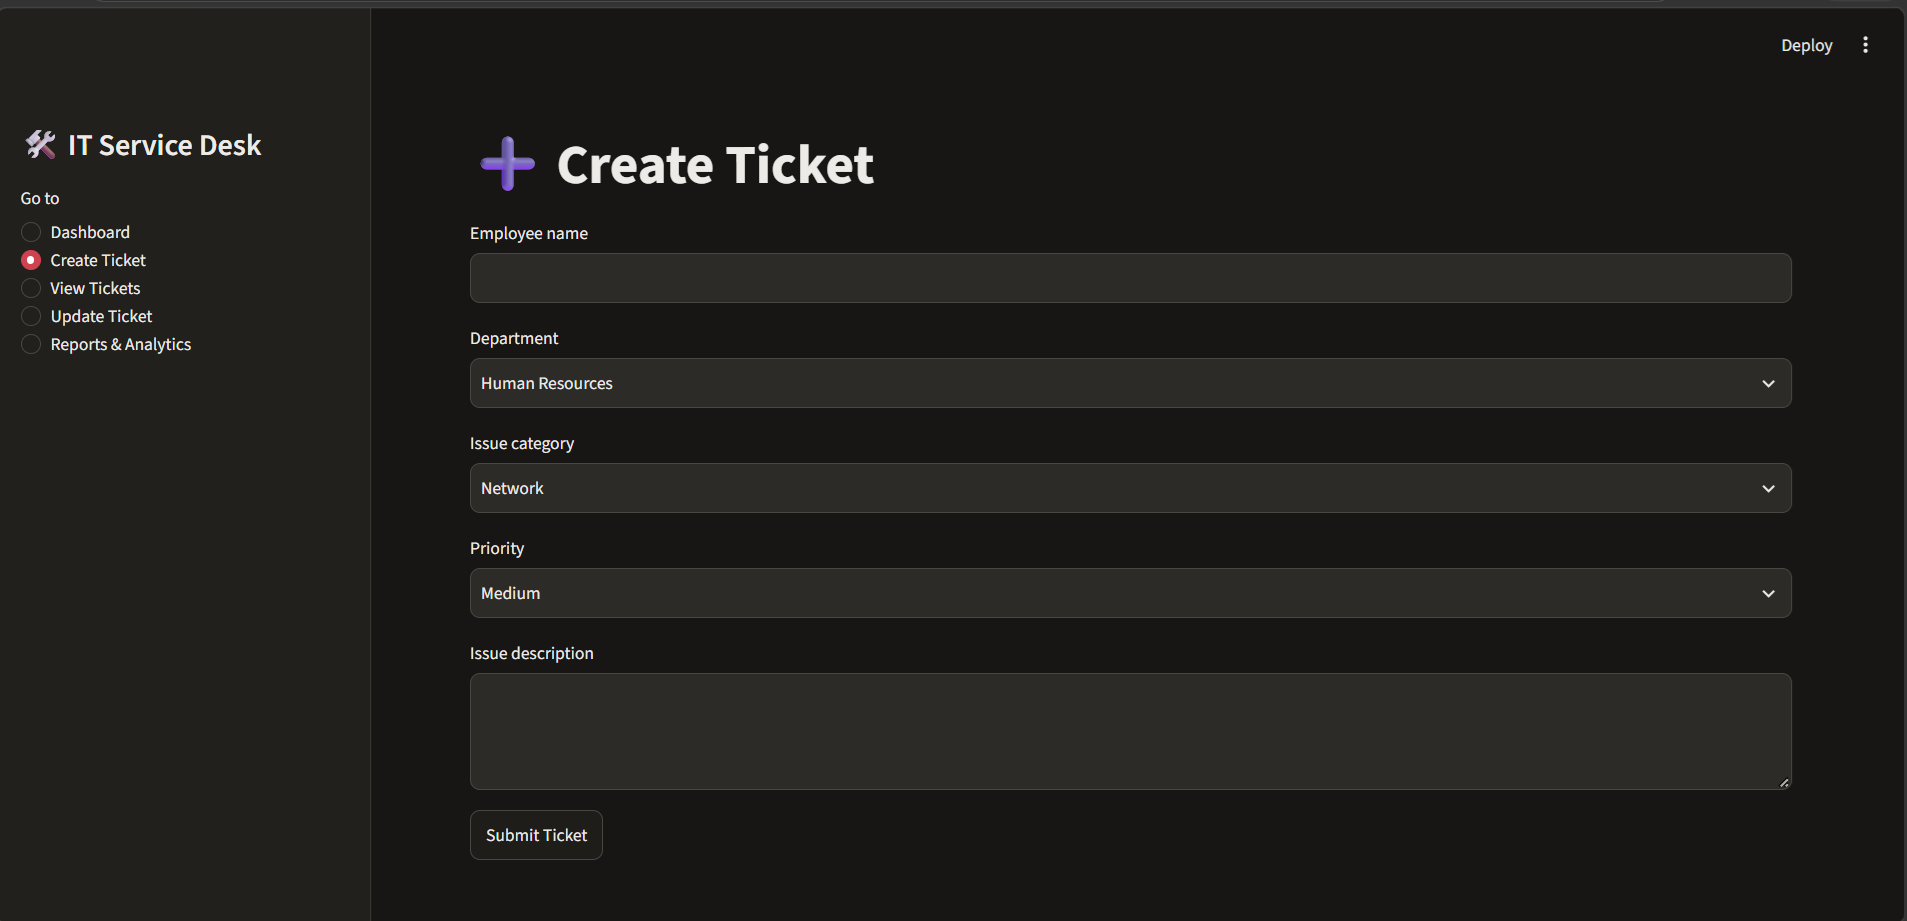 Deploy
IT Service Desk
Go to
Dashboard
Create Ticket
View Tickets
Update Ticket
Reports & Analytics
Create Ticket
Employee name
Department
Human Resources
Issue category
Network
Priority
Medium
Issue description
Submit Ticket